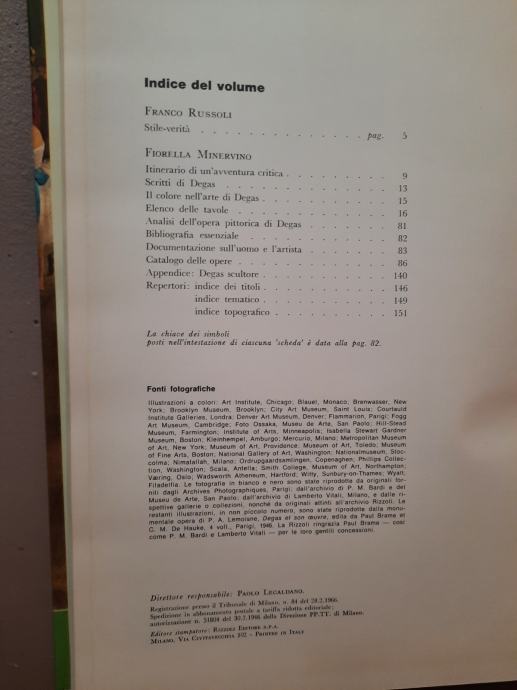 Indice del volume
FRANCO RUSSOLI
Stile-verità . . . . . . . . . . . . . pag. 5
FIORELLA MINERVINO
Itinerario di un'avventura critica . . . . . . . 9
Scritti di Degas . . . . . . . . . . . 13
Il colore nell'arte di Degas . . . . . . . . . 15
Elenco delle tavole . . . . . . . . . . . 16
Analisi dell'opera pittorica di Degas . . . . . . 81
Bibliografia essenziale . . . . . . . . . . 82
Documentazione sull'uomo e l'artista . . . . . . 83
Catalogo delle opere . . . . . . . . . . . 86
Appendice: Degas scultore . . . . . . . . . 140
Repertori: indice dei titoli . . . . . . . . . 146
indice tematico . . . . . . . . . 149
indice topografico . . . . . . . . 151
La chiave dei simboli
posti nell'intestazione di ciascuna 'scheda' è data alla pag. 82.
Fonti fotografiche
Illustrazioni a colori: Art Institute, Chicago; Blauel, Monaco; Brenwasser, New
York; Brooklyn Museum, Brooklyn; City Art Museum, Saint Louis; Courtauld
Institute Galleries, Londra; Denver Art Museum, Denver; Flammarion, Parigi; Fogg
Art Museum, Cambridge; Foto Ossaka, Museu de Arte, San Paolo; Hill-Stead
Museum, Farmington; Institute of Arts, Minneapolis; Isabella Stewart Gardner
Museum, Boston; Kleinhempel, Amburgo; Mercurio, Milano; Metropolitan Museum
of Art, New York; Museum of Art, Providence; Museum of Art, Toledo; Museum
of Fine Arts, Boston; National Gallery of Art, Washington; Nationalmuseum, Stoc-
colma; Nimatallah, Milano; Ordrupgaardsamlingen, Copenaghen; Phillips Collec-
tion, Washington; Scala, Antella; Smith College, Museum of Art, Northampton;
Væring, Oslo; Wadsworth Atheneum, Hartford; Witty, Sunbury-on-Thames; Wyatt,
Filadelfia. Le fotografie in bianco e nero sono state riprodotte da originali for-
niti dagli Archives Photographiques, Parigi; dall'archivio di P. M. Bardi e del
Museu de Arte, San Paolo; dall'archivio di Lamberto Vitali, Milano, e dalle ri-
spettive gallerie o collezioni, nonché da originali attinti all'archivio Rizzoli. Le
restanti illustrazioni, in non piccolo numero, sono state riprodotte dalla monu-
mentale opera di P. A. Lemoisne, Degas et son œuvre, edita da Paul Brame et
C. M. De Hauke, 4 voll., Parigi, 1946. La Rizzoli ringrazia Paul Brame — così
come P. M. Bardi e Lamberto Vitali — per le loro gentili concessioni.
Direttore responsabile: PAOLO LECALDANO.
Registrazione presso il Tribunale di Milano, n. 84 del 28.2.1966.
Spedizione in abbonamento postale a tariffa ridotta editoriale;
autorizzazione n. 51804 del 30.7.1946 della Direzione PP.TT. di Milano.
Editore stampatore: RIZZOLI EDITORE S.P.A.
MILANO, VIA CIVITAVECCHIA 102 - PRINTED IN ITALY